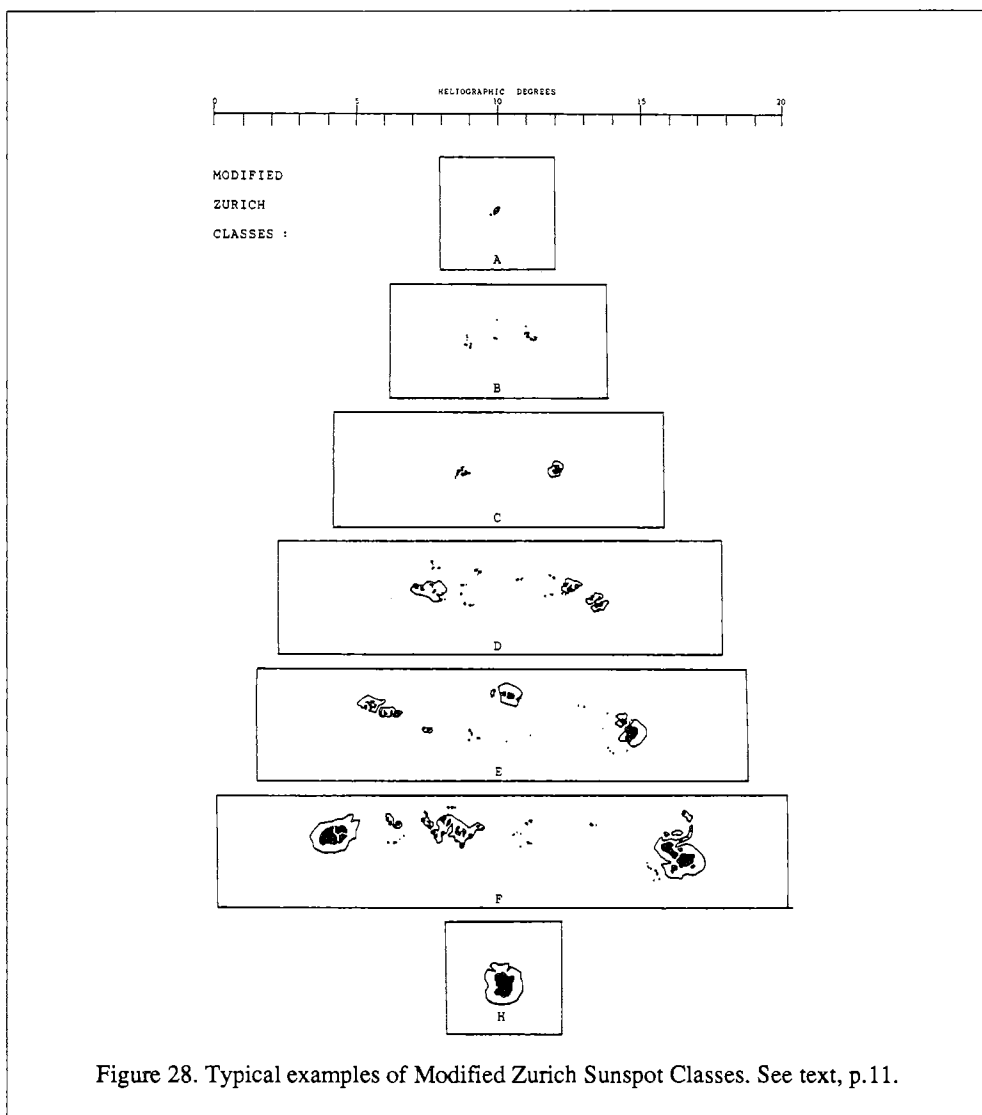 HELIOGRAPHIC DEGREES
0 5 10 15 20
MODIFIED
ZURICH
CLASSES :
A
B
C
D
E
F
H
Figure 28. Typical examples of Modified Zurich Sunspot Classes. See text, p.11.